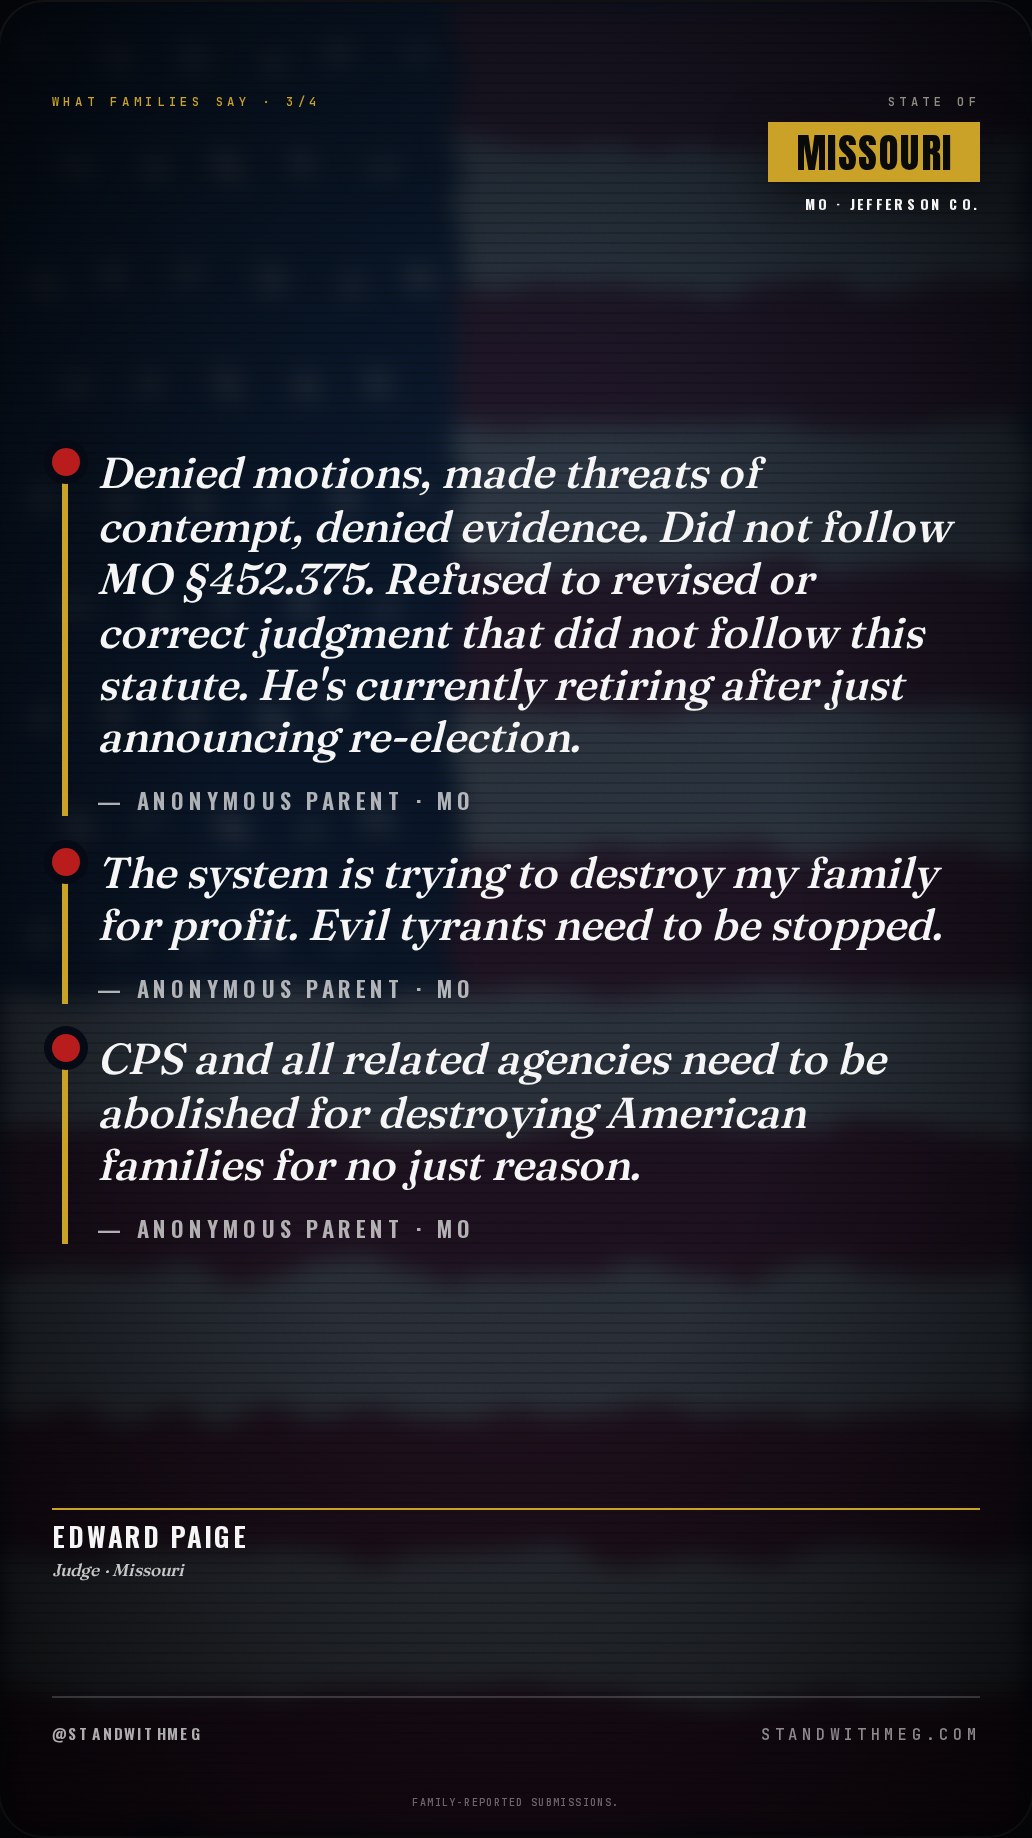 WHAT FAMILIES SAY · 3/4
STATE OF
MISSOURI
MO · JEFFERSON CO.
Denied motions, made threats of
contempt, denied evidence. Did not follow
MO §452.375. Refused to revised or
correct judgment that did not follow this
statute. He's currently retiring after just
announcing re-election.
— ANONYMOUS PARENT · MO
The system is trying to destroy my family
for profit. Evil tyrants need to be stopped.
— ANONYMOUS PARENT · MO
CPS and all related agencies need to be
abolished for destroying American
families for no just reason.
— ANONYMOUS PARENT · MO
EDWARD PAIGE
Judge · Missouri
@STANDWITHMEG
STANDWITHMEG.COM
FAMILY-REPORTED SUBMISSIONS.